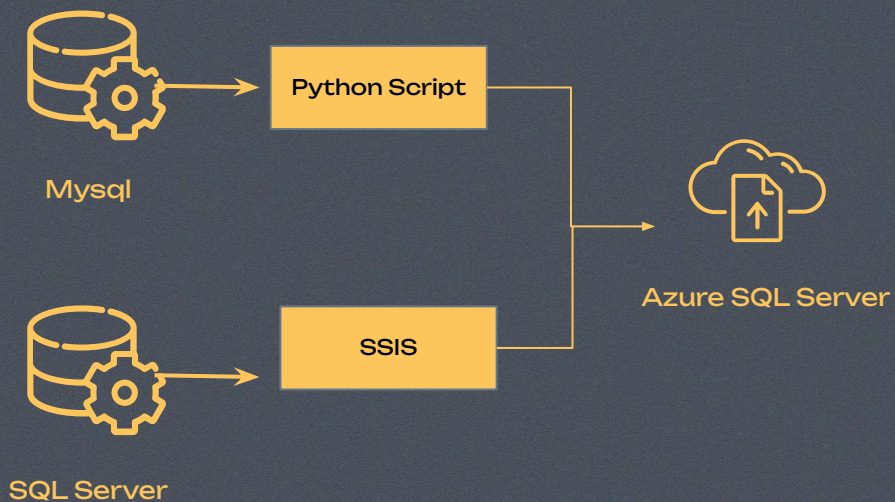 Python Script
Mysql
Azure SQL Server
SSIS
SQL Server